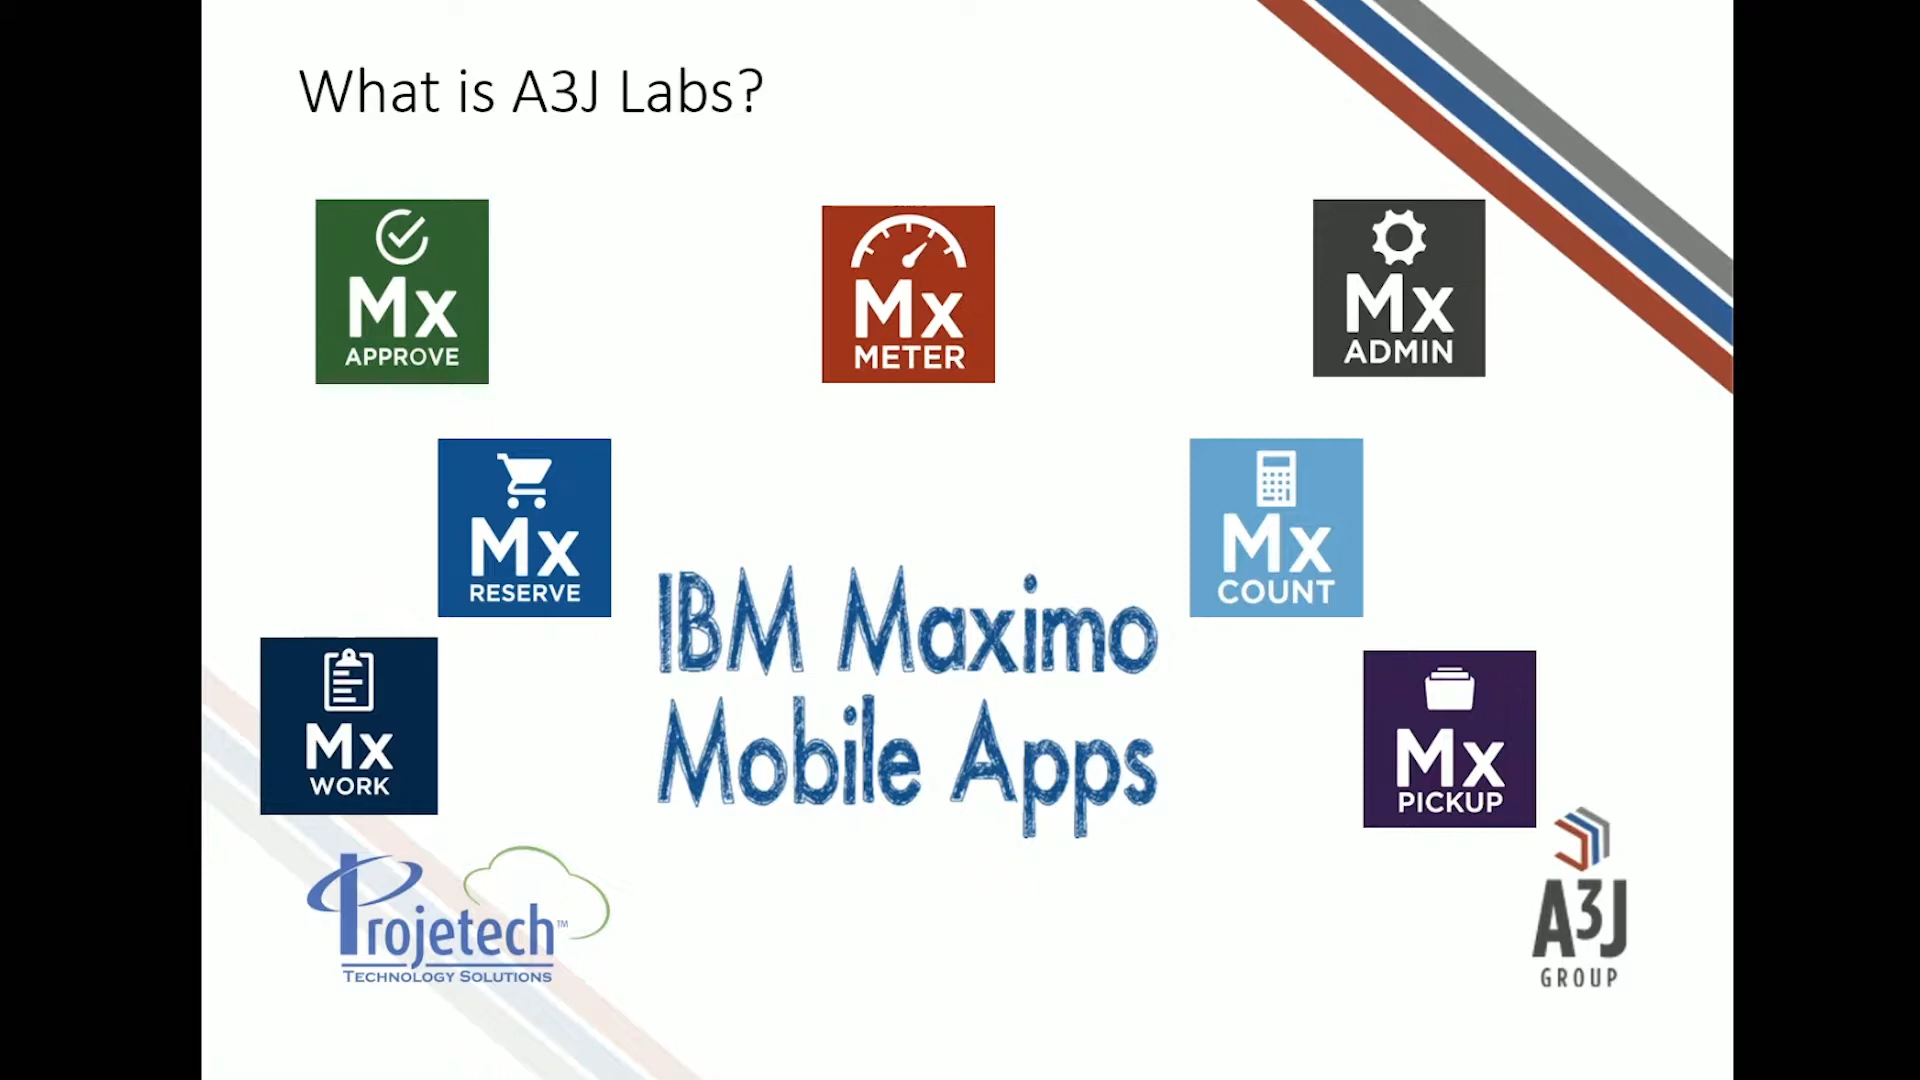 What is A3J Labs?
Mx
APPROVE
Mx
METER
Mx
ADMIN
Mx
RESERVE
Mx
COUNT
IBM Maximo
Mobile Apps
Mx
WORK
Mx
PICKUP
Projetech™
TECHNOLOGY SOLUTIONS
A3J
GROUP